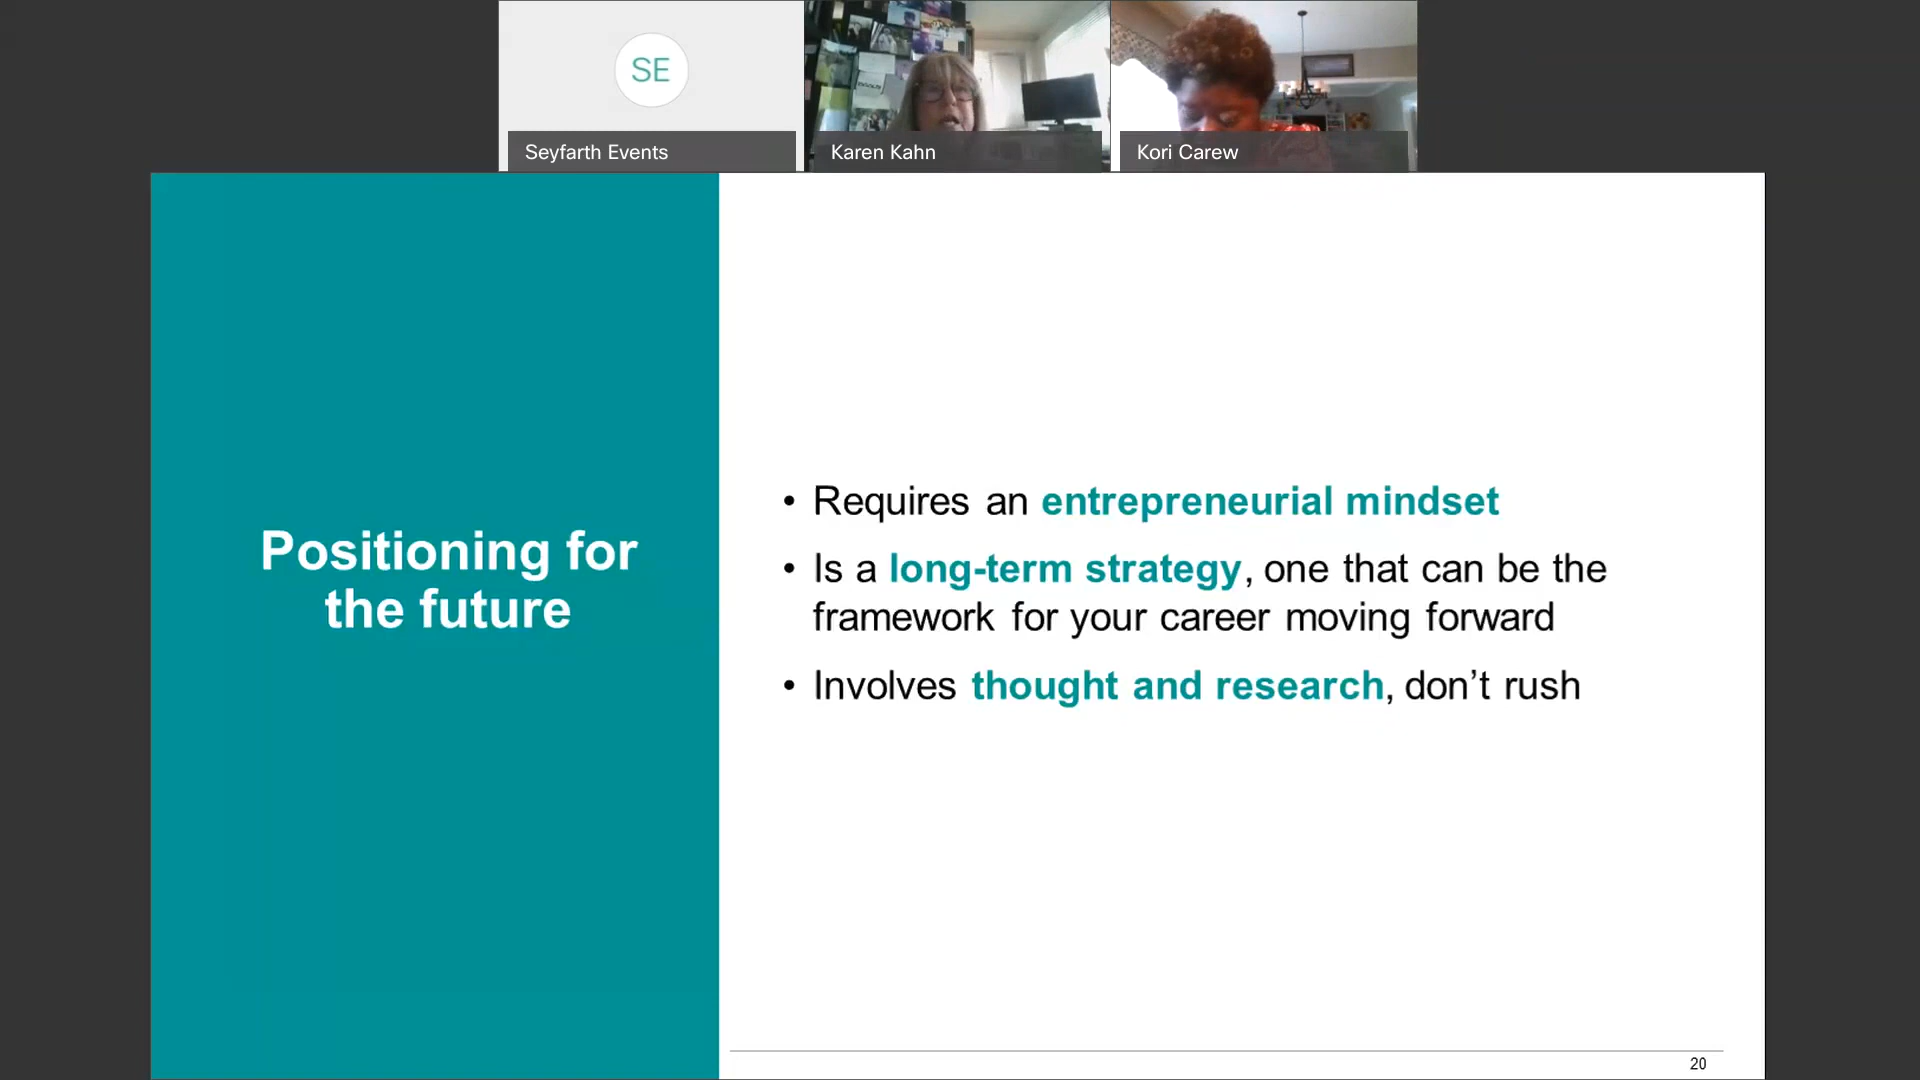 SE
Seyfarth Events
Karen Kahn
Kori Carew
Positioning for
the future
• Requires an entrepreneurial mindset
• Is a long-term strategy, one that can be the
framework for your career moving forward
• Involves thought and research, don’t rush
20